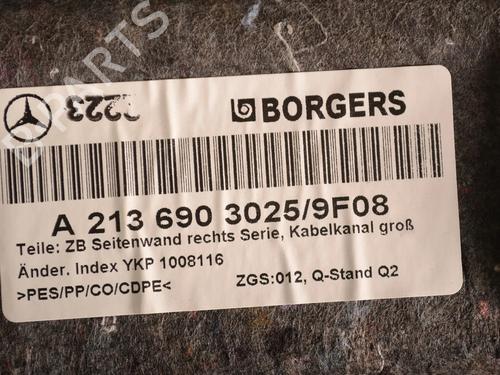 2223
BORGERS
A 213 690 3025/9F08
Teile: ZB Seitenwand rechts Serie, Kabelkanal groß
Änder. Index YKP 1008116
ZGS:012, Q-Stand Q2
>PES/PP/CO/CDPE<